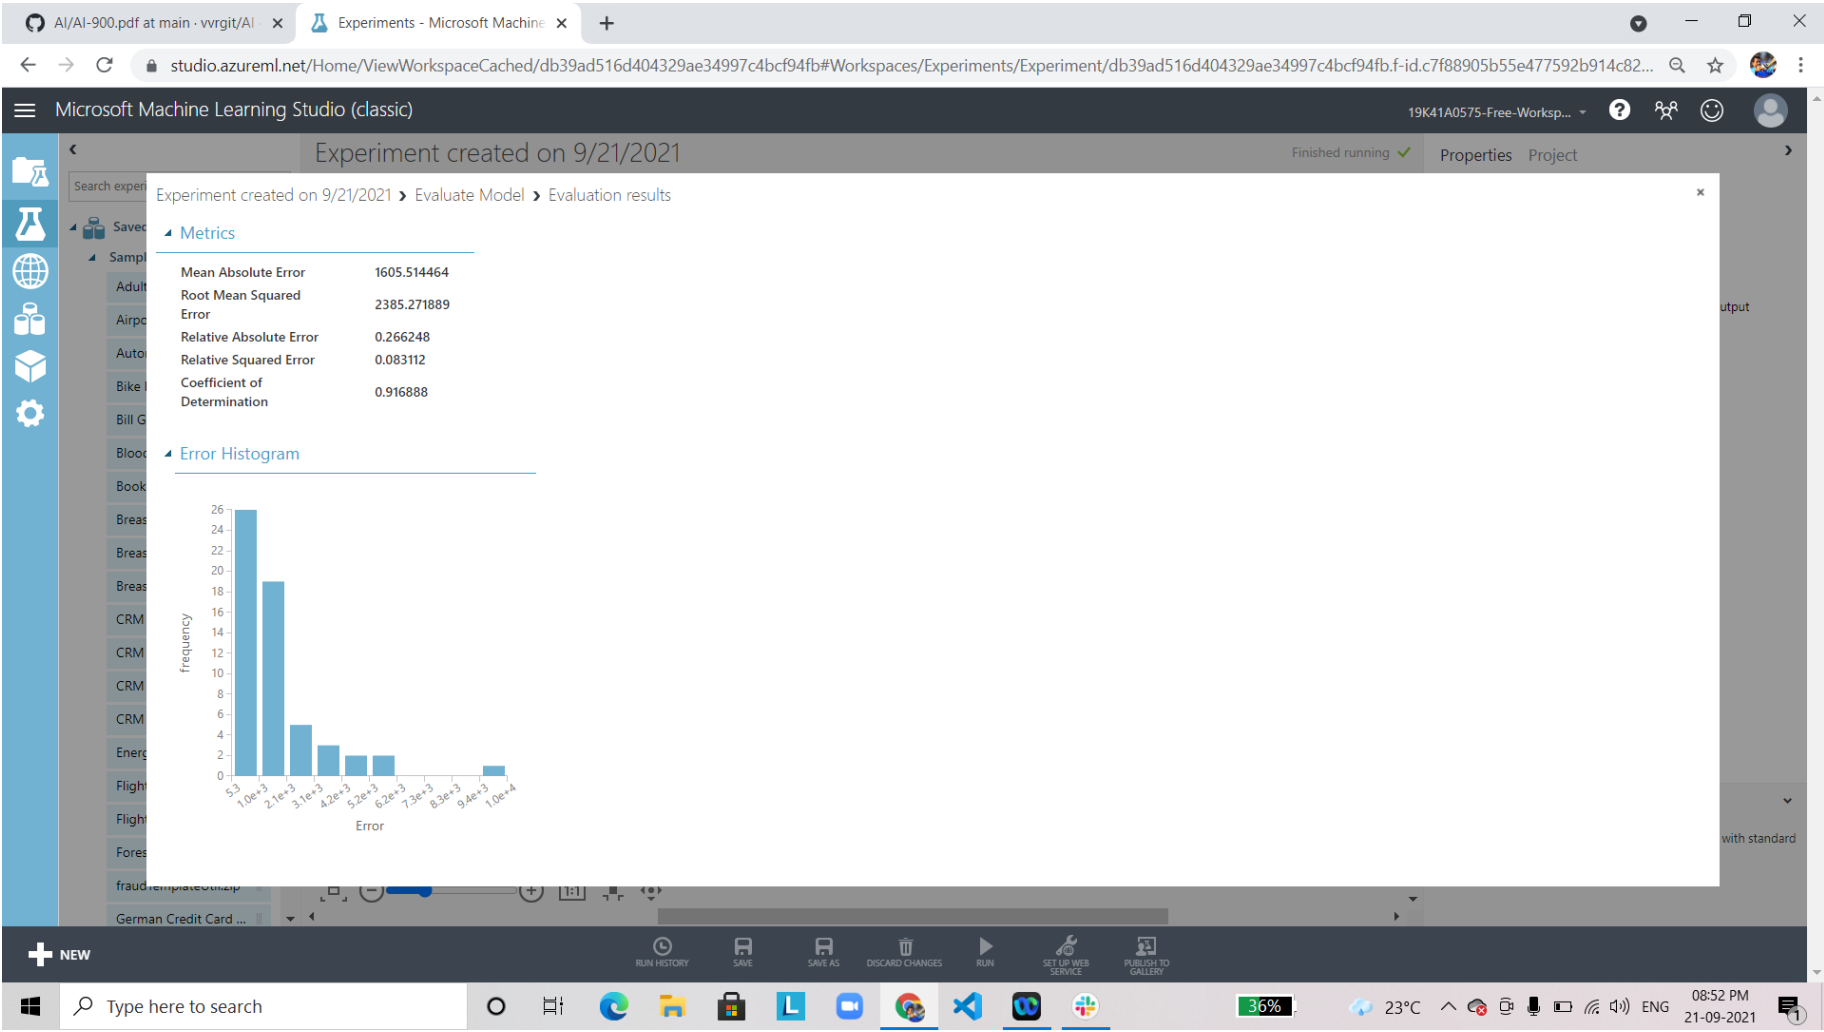 AI/AI-900.pdf at main · vvrgit/AI
Experiments - Microsoft Machine
studio.azureml.net/Home/ViewWorkspaceCached/db39ad516d404329ae34997c4bcf94fb#Workspaces/Experiments/Experiment/db39ad516d404329ae34997c4bcf94fb.f-id.c7f88905b55e477592b914c82...
Microsoft Machine Learning Studio (classic)
19K41A0575-Free-Worksp...
Experiment created on 9/21/2021
Finished running
Properties Project
Search experi
Experiment created on 9/21/2021 › Evaluate Model › Evaluation results
Saved
Sampl
Adult
Airpo
Auto
Bike
Bill G
Blood
Book
Breas
Breas
Breas
CRM
CRM
CRM
CRM
Energ
Flight
Flight
Fores
fraudTemplateUtil.zip
German Credit Card ...
Metrics
Mean Absolute Error 1605.514464
Root Mean Squared Error 2385.271889
Relative Absolute Error 0.266248
Relative Squared Error 0.083112
Coefficient of Determination 0.916888
Error Histogram
26
24
22
20
18
16
14
12
10
8
6
4
2
0
frequency
5.3 1.0e+3 2.1e+3 3.1e+3 4.2e+3 5.2e+3 6.2e+3 7.3e+3 8.3e+3 9.4e+3 1.0e+4
Error
utput
with standard
1:1
NEW
RUN HISTORY
SAVE
SAVE AS
DISCARD CHANGES
RUN
SET UP WEB SERVICE
PUBLISH TO GALLERY
Type here to search
36%
23°C
ENG
08:52 PM
21-09-2021
1